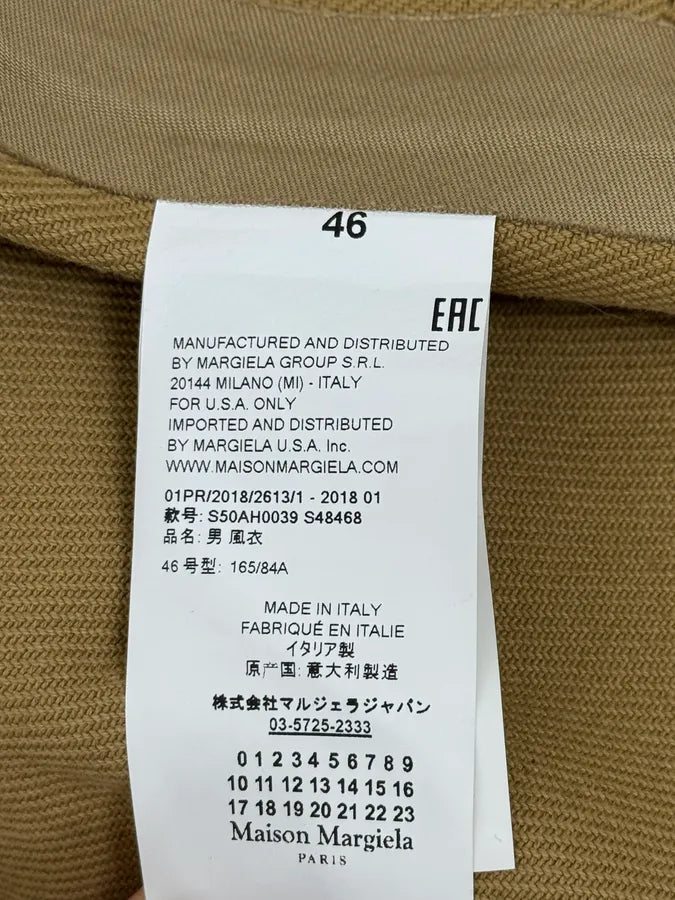 46
EAC
MANUFACTURED AND DISTRIBUTED
BY MARGIELA GROUP S.R.L.
20144 MILANO (MI) - ITALY
FOR U.S.A. ONLY
IMPORTED AND DISTRIBUTED
BY MARGIELA U.S.A. Inc.
WWW.MAISONMARGIELA.COM
01PR/2018/2613/1 - 2018 01
款号: S50AH0039 S48468
品名: 男 風衣
46 号型: 165/84A
MADE IN ITALY
FABRIQUÉ EN ITALIE
イタリア製
原产国: 意大利製造
株式会社マルジェラジャパン
03-5725-2333
0 1 2 3 4 5 6 7 8 9
10 11 12 13 14 15 16
17 18 19 20 21 22 23
Maison Margiela
PARIS